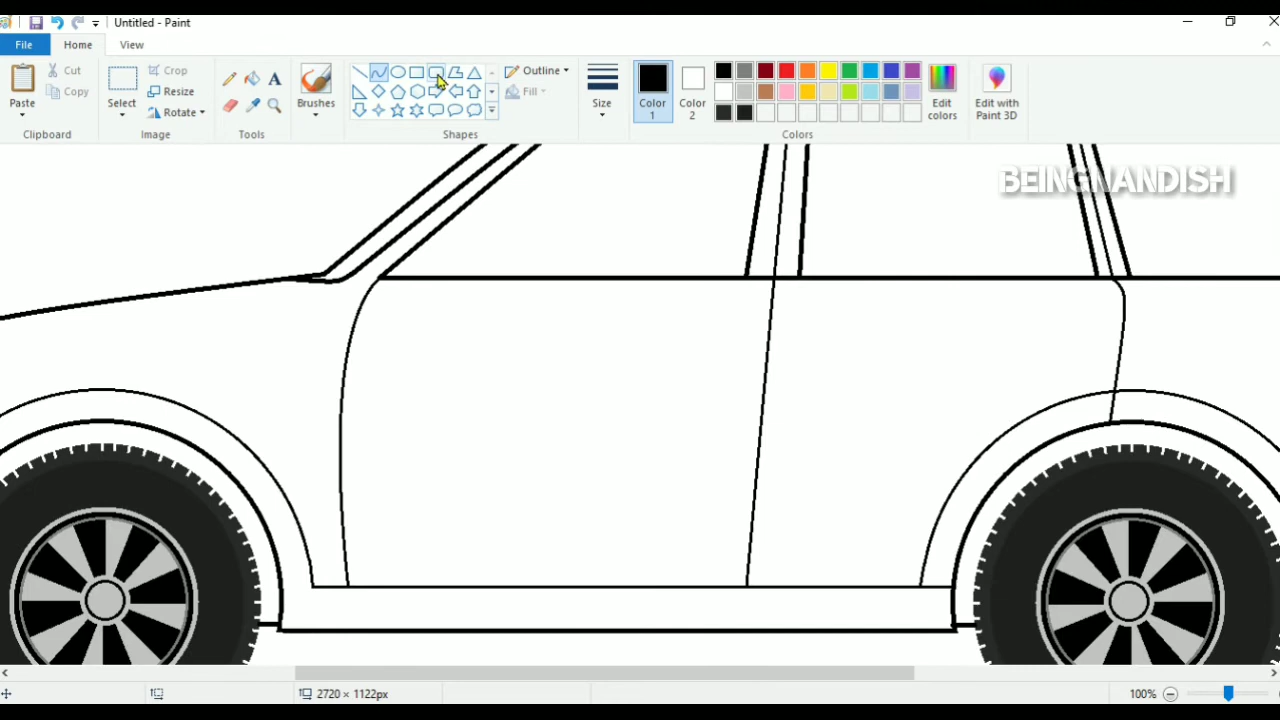 Untitled - Paint
File Home View
Paste
Cut
Copy
Clipboard
Select
Crop
Resize
Rotate
Image
Tools
Brushes
Shapes
Outline
Fill
Size
Color 1
Color 2
Edit colors
Edit with Paint 3D
Colors
BEINGNANDISH
2720 × 1122px
100%